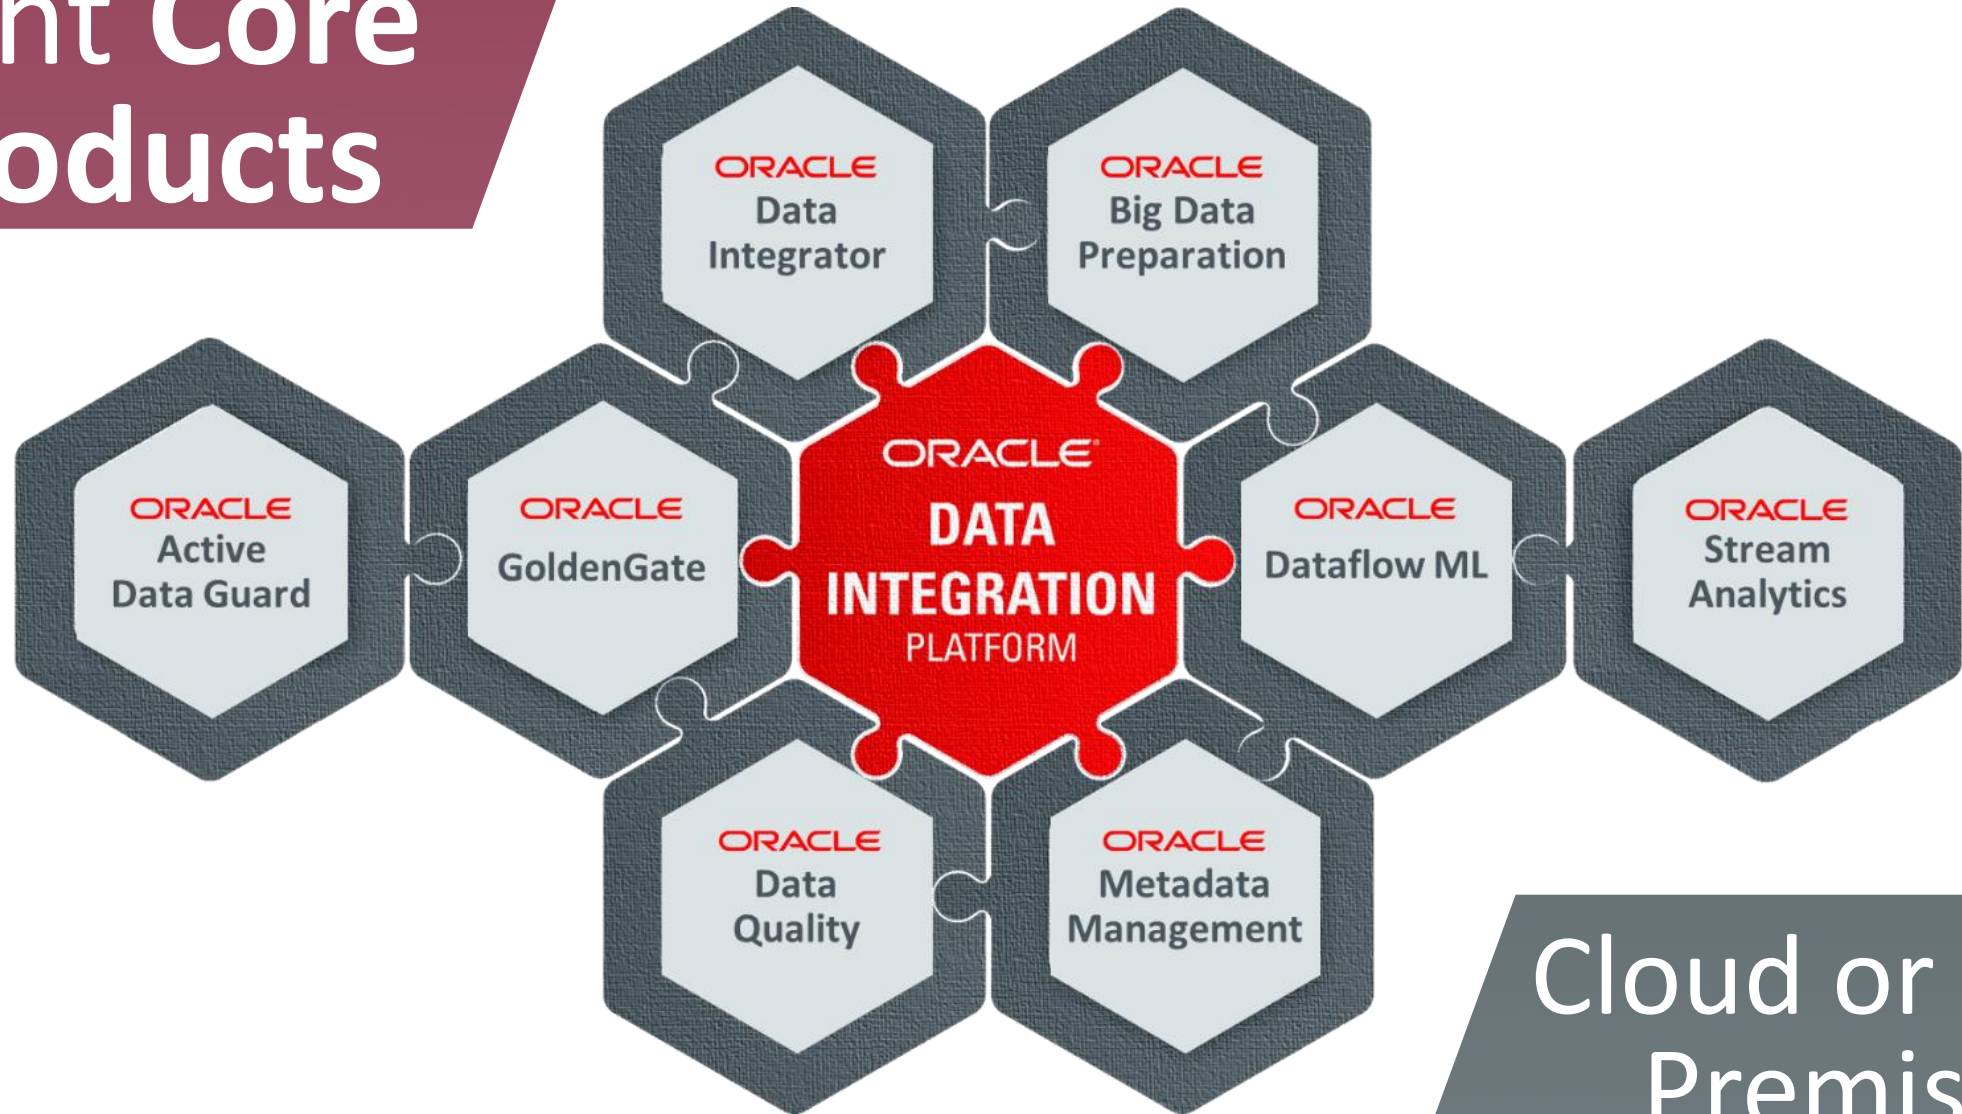 nt Core
oducts
ORACLE
Data
Integrator
ORACLE
Big Data
Preparation
ORACLE
Active
Data Guard
ORACLE
GoldenGate
ORACLE
DATA
INTEGRATION
PLATFORM
ORACLE
Dataflow ML
ORACLE
Stream
Analytics
ORACLE
Data
Quality
ORACLE
Metadata
Management
Cloud or
Premis